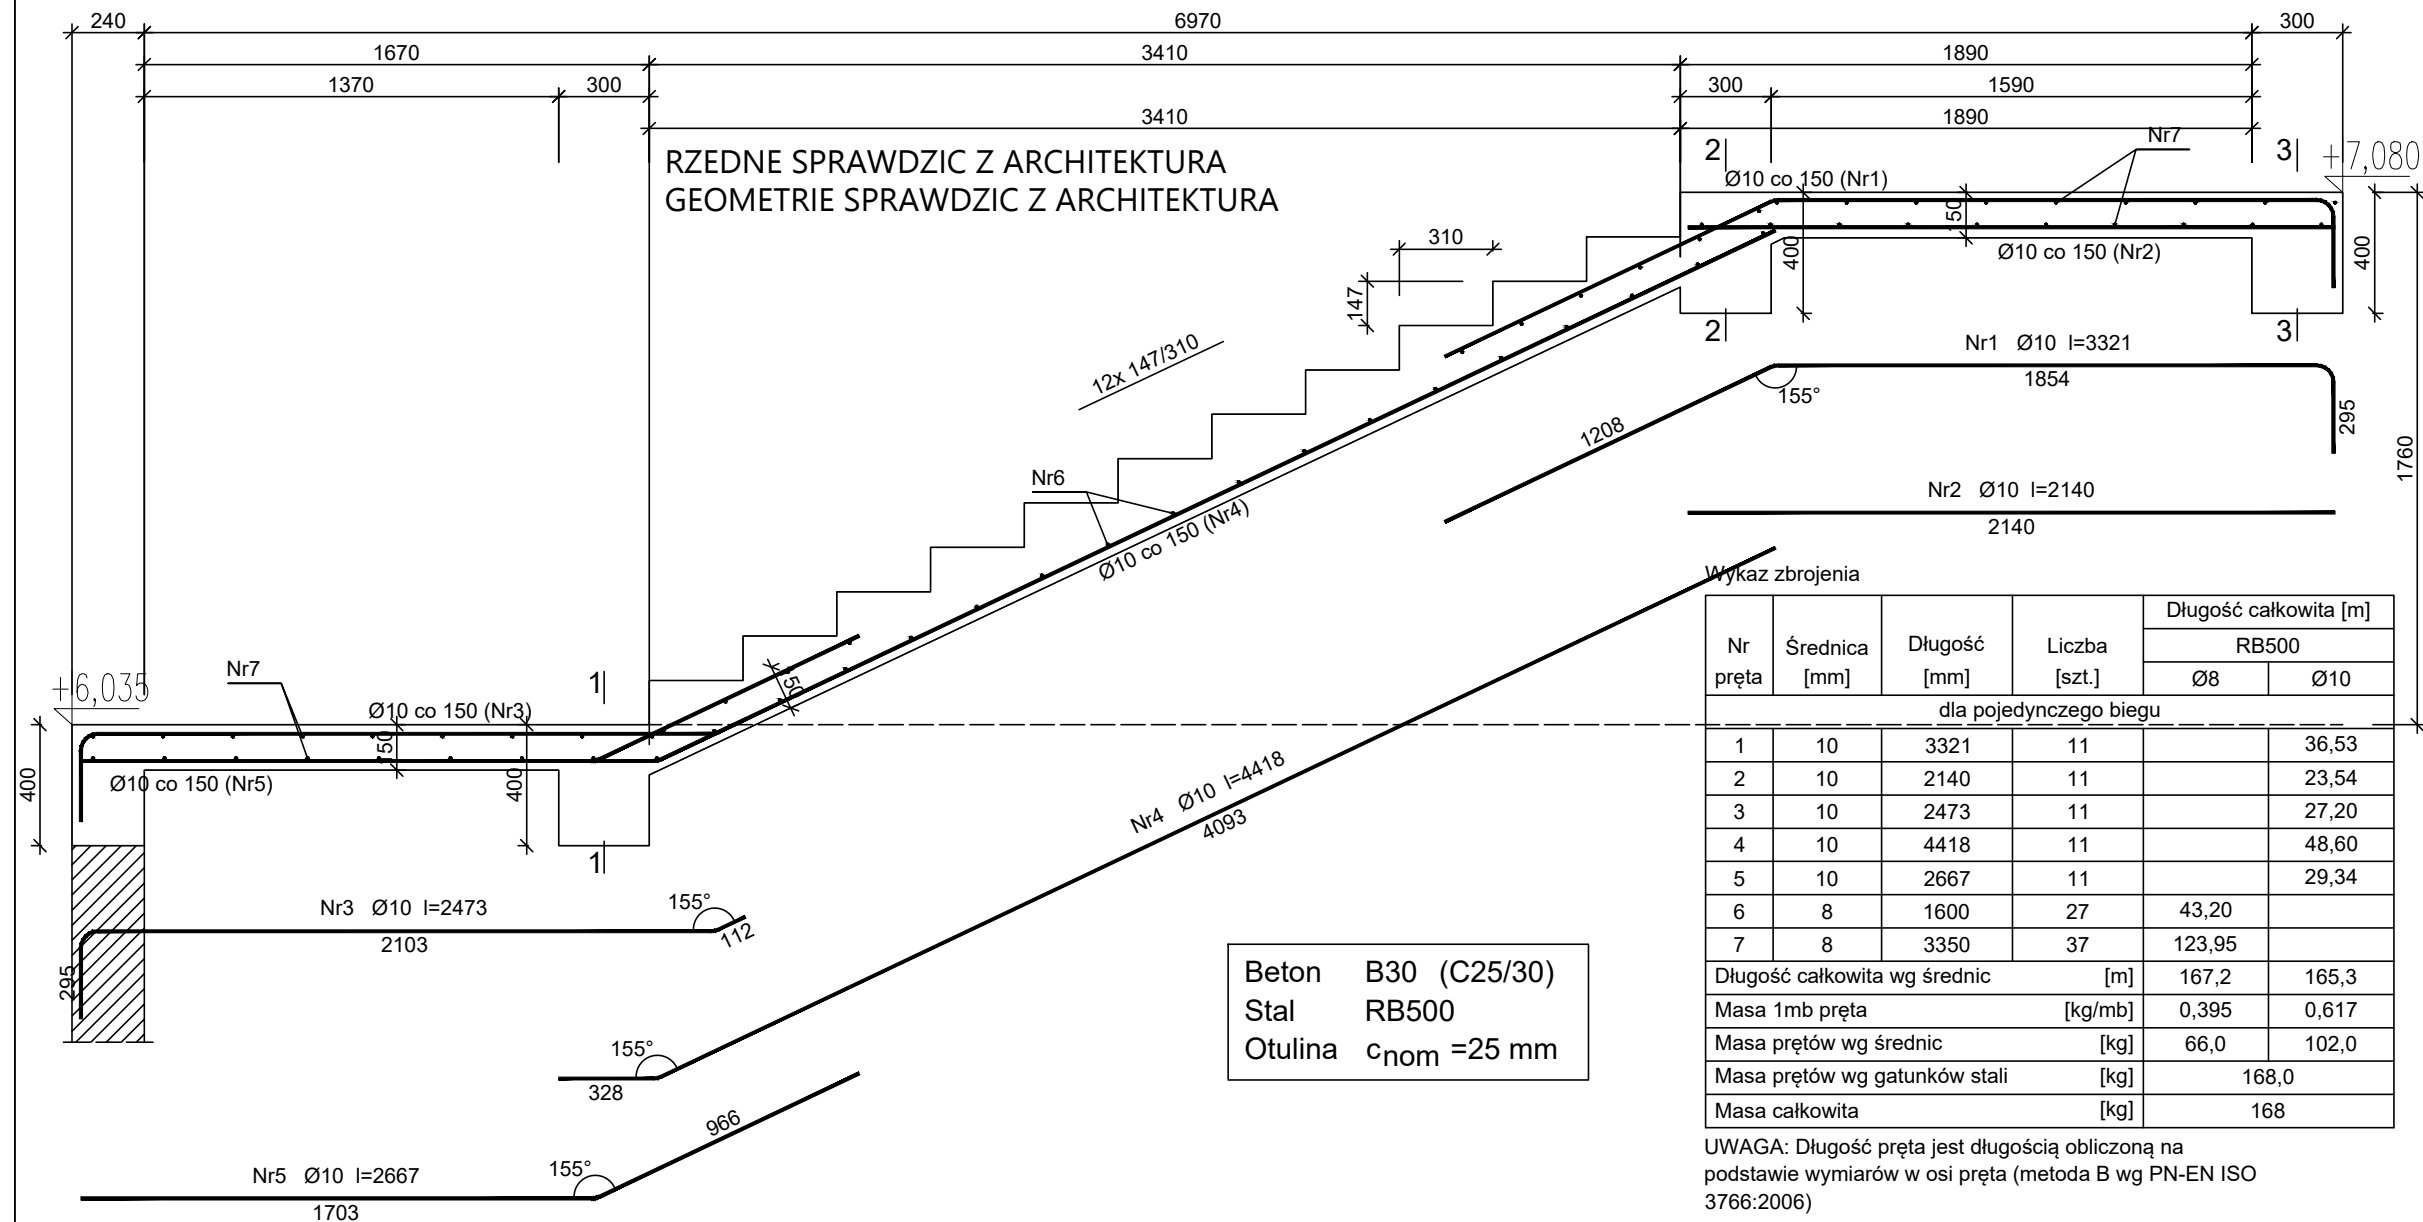 240
6970
300
1670
3410
1890
1370
300
300
1590
3410
1890
RZEDNE SPRAWDZIC Z ARCHITEKTURA
GEOMETRIE SPRAWDZIC Z ARCHITEKTURA
2
Nr7
3
+7,080
Ø10 co 150 (Nr1)
150
400
400
Ø10 co 150 (Nr2)
310
147
2
3
12x 147/310
Nr1 Ø10 l=3321
1854
155°
295
1208
1760
Nr6
Ø10 co 150 (Nr4)
Nr2 Ø10 l=2140
2140
Nr7
+6,035
1
150
Ø10 co 150 (Nr3)
150
400
400
Ø10 co 150 (Nr5)
1
Nr4 Ø10 l=4418
4093
Nr3 Ø10 l=2473
155°
2103
112
295
155°
328
966
Nr5 Ø10 l=2667
155°
1703
Beton B30 (C25/30)
Stal RB500
Otulina cnom =25 mm
Wykaz zbrojenia
Nr pręta Średnica [mm] Długość [mm] Liczba [szt.] Długość całkowita [m]
RB500
Ø8 Ø10
dla pojedynczego biegu
1 10 3321 11 36,53
2 10 2140 11 23,54
3 10 2473 11 27,20
4 10 4418 11 48,60
5 10 2667 11 29,34
6 8 1600 27 43,20
7 8 3350 37 123,95
Długość całkowita wg średnic [m] 167,2 165,3
Masa 1mb pręta [kg/mb] 0,395 0,617
Masa prętów wg średnic [kg] 66,0 102,0
Masa prętów wg gatunków stali [kg] 168,0
Masa całkowita [kg] 168
UWAGA: Długość pręta jest długością obliczoną na
podstawie wymiarów w osi pręta (metoda B wg PN-EN ISO
3766:2006)